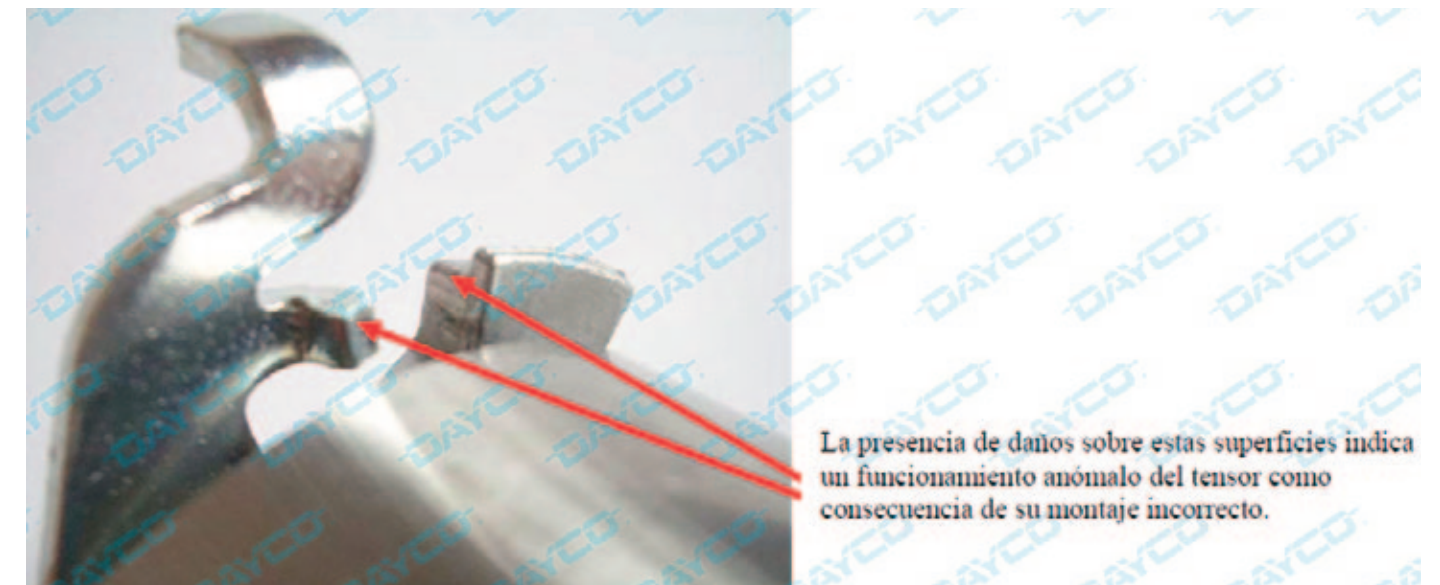 La presencia de daños sobre estas superficies indica
un funcionamiento anómalo del tensor como
consecuencia de su montaje incorrecto.
DAYCO